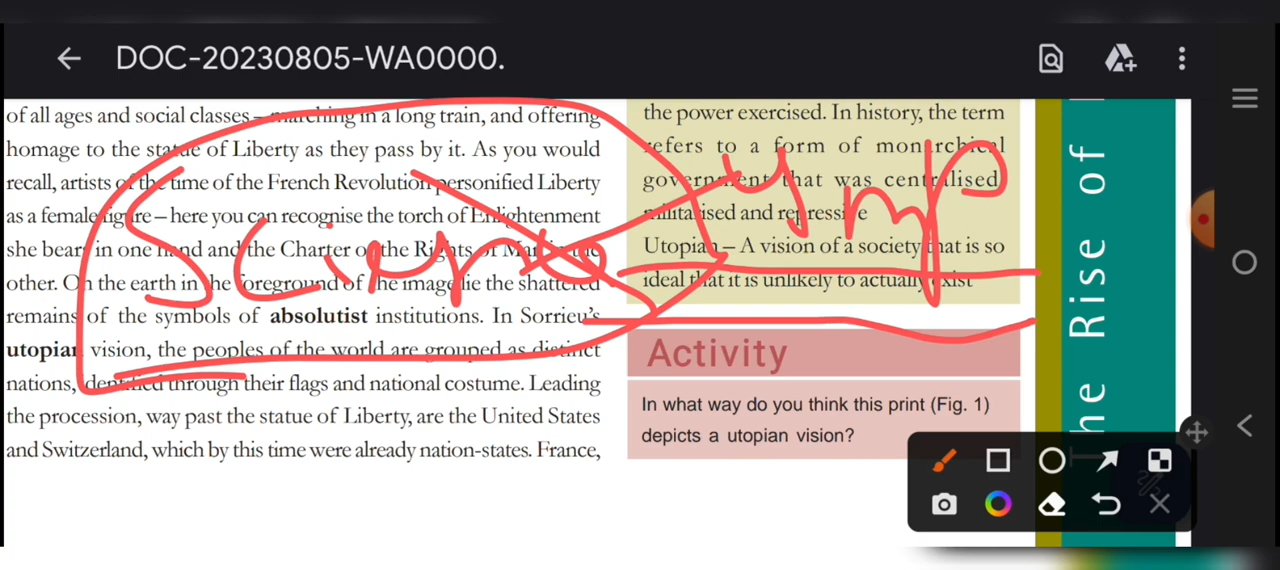 DOC-20230805-WA0000.
of all ages and social classes – marching in a long train, and offering
homage to the statue of Liberty as they pass by it. As you would
recall, artists of the time of the French Revolution personified Liberty
as a female figure – here you can recognise the torch of Enlightenment
she bears in one hand and the Charter of the Rights of Man in the
other. On the earth in the foreground of the image lie the shattered
remains of the symbols of absolutist institutions. In Sorrieu's
utopian vision, the peoples of the world are grouped as distinct
nations, identified through their flags and national costume. Leading
the procession, way past the statue of Liberty, are the United States
and Switzerland, which by this time were already nation-states. France,
the power exercised. In history, the term
refers to a form of monarchical
government that was centralised,
militarised and repressive
Utopian – A vision of a society that is so
ideal that it is unlikely to actually exist
Activity
In what way do you think this print (Fig. 1)
depicts a utopian vision?
The Rise of